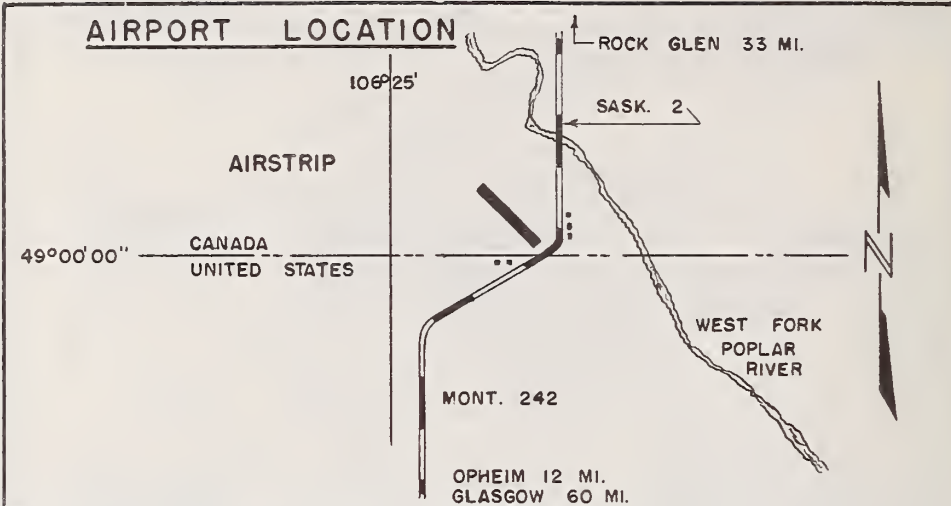 AIRPORT LOCATION
ROCK GLEN 33 MI.
106°25'
SASK. 2
AIRSTRIP
49°00'00"
CANADA
UNITED STATES
N
WEST FORK
POPLAR
RIVER
MONT. 242
OPHEIM 12 MI.
GLASGOW 60 MI.